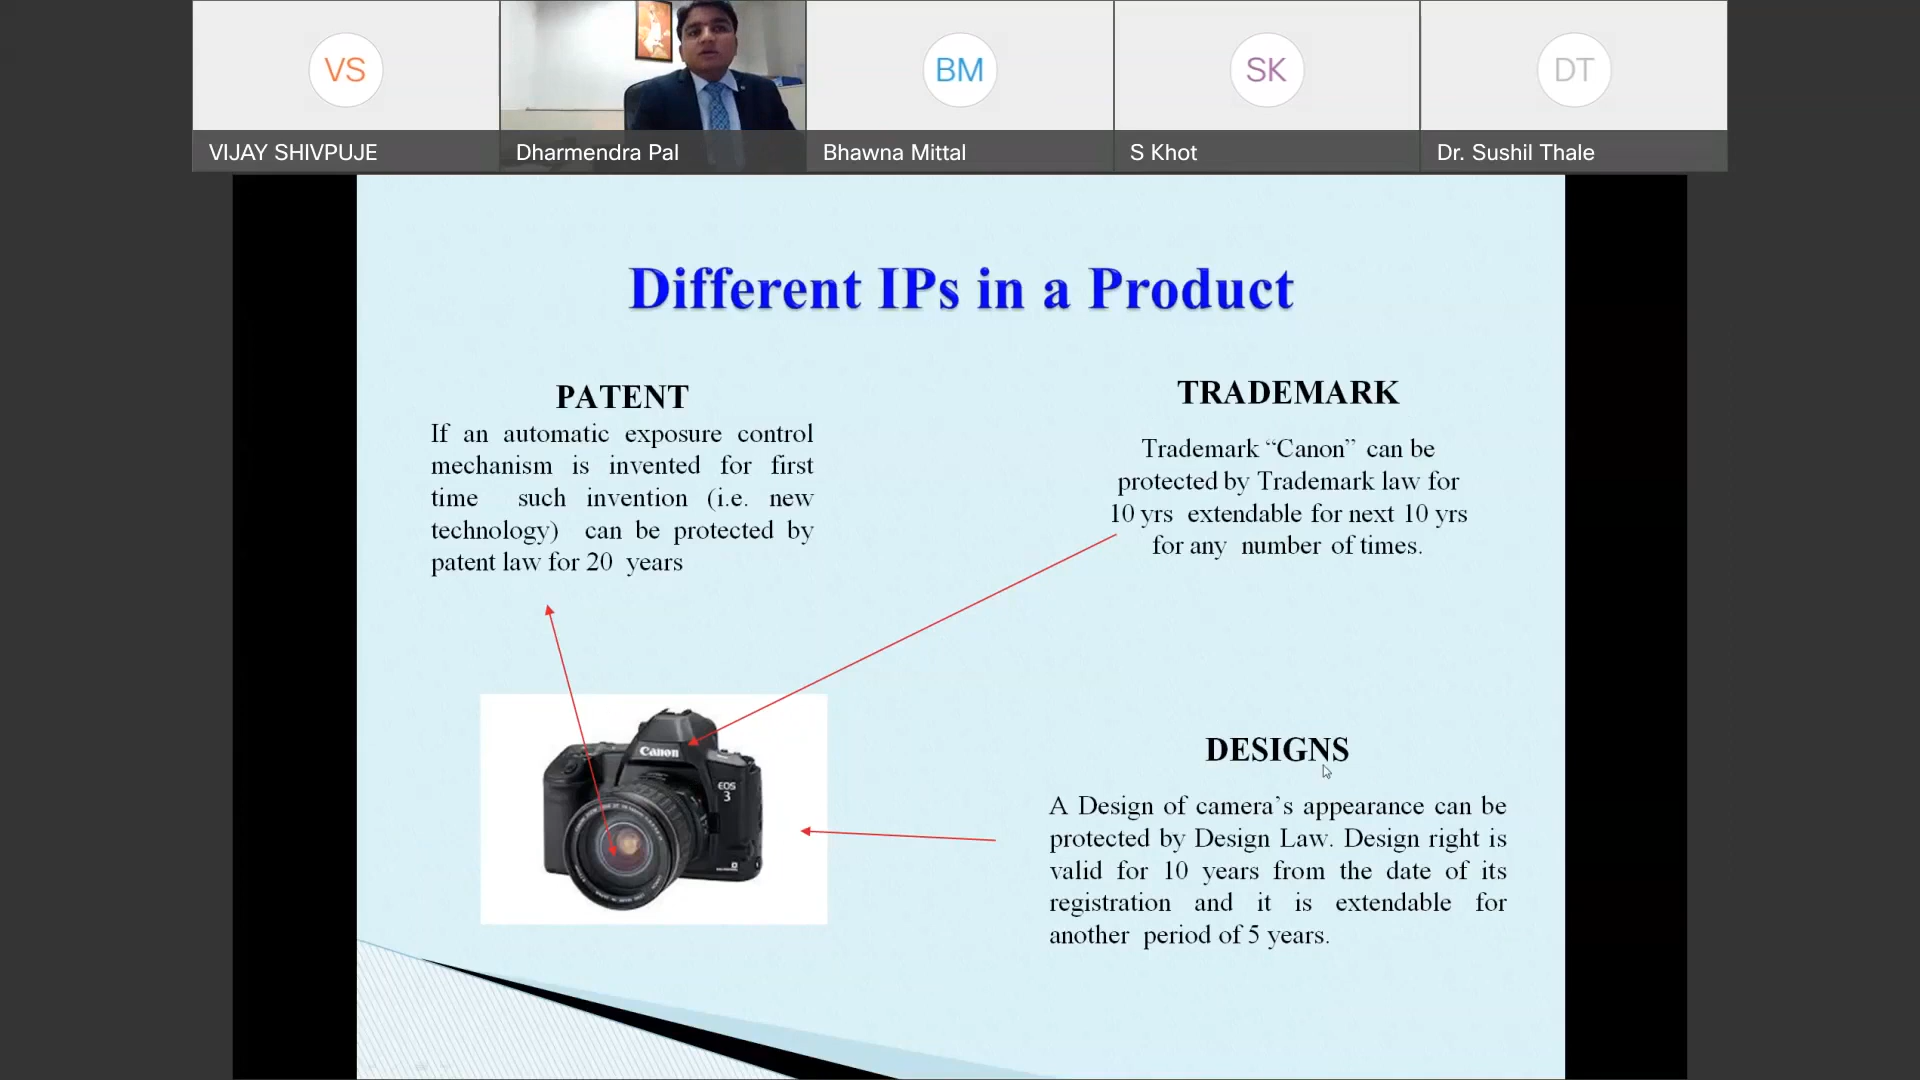 VS
BM
SK
DT
VIJAY SHIVPUJE
Dharmendra Pal
Bhawna Mittal
S Khot
Dr. Sushil Thale
Different IPs in a Product
PATENT
If an automatic exposure control
mechanism is invented for first
time such invention (i.e. new
technology) can be protected by
patent law for 20 years
TRADEMARK
Trademark “Canon” can be
protected by Trademark law for
10 yrs extendable for next 10 yrs
for any number of times.
Canon
EOS
3
DESIGNS
A Design of camera’s appearance can be
protected by Design Law. Design right is
valid for 10 years from the date of its
registration and it is extendable for
another period of 5 years.